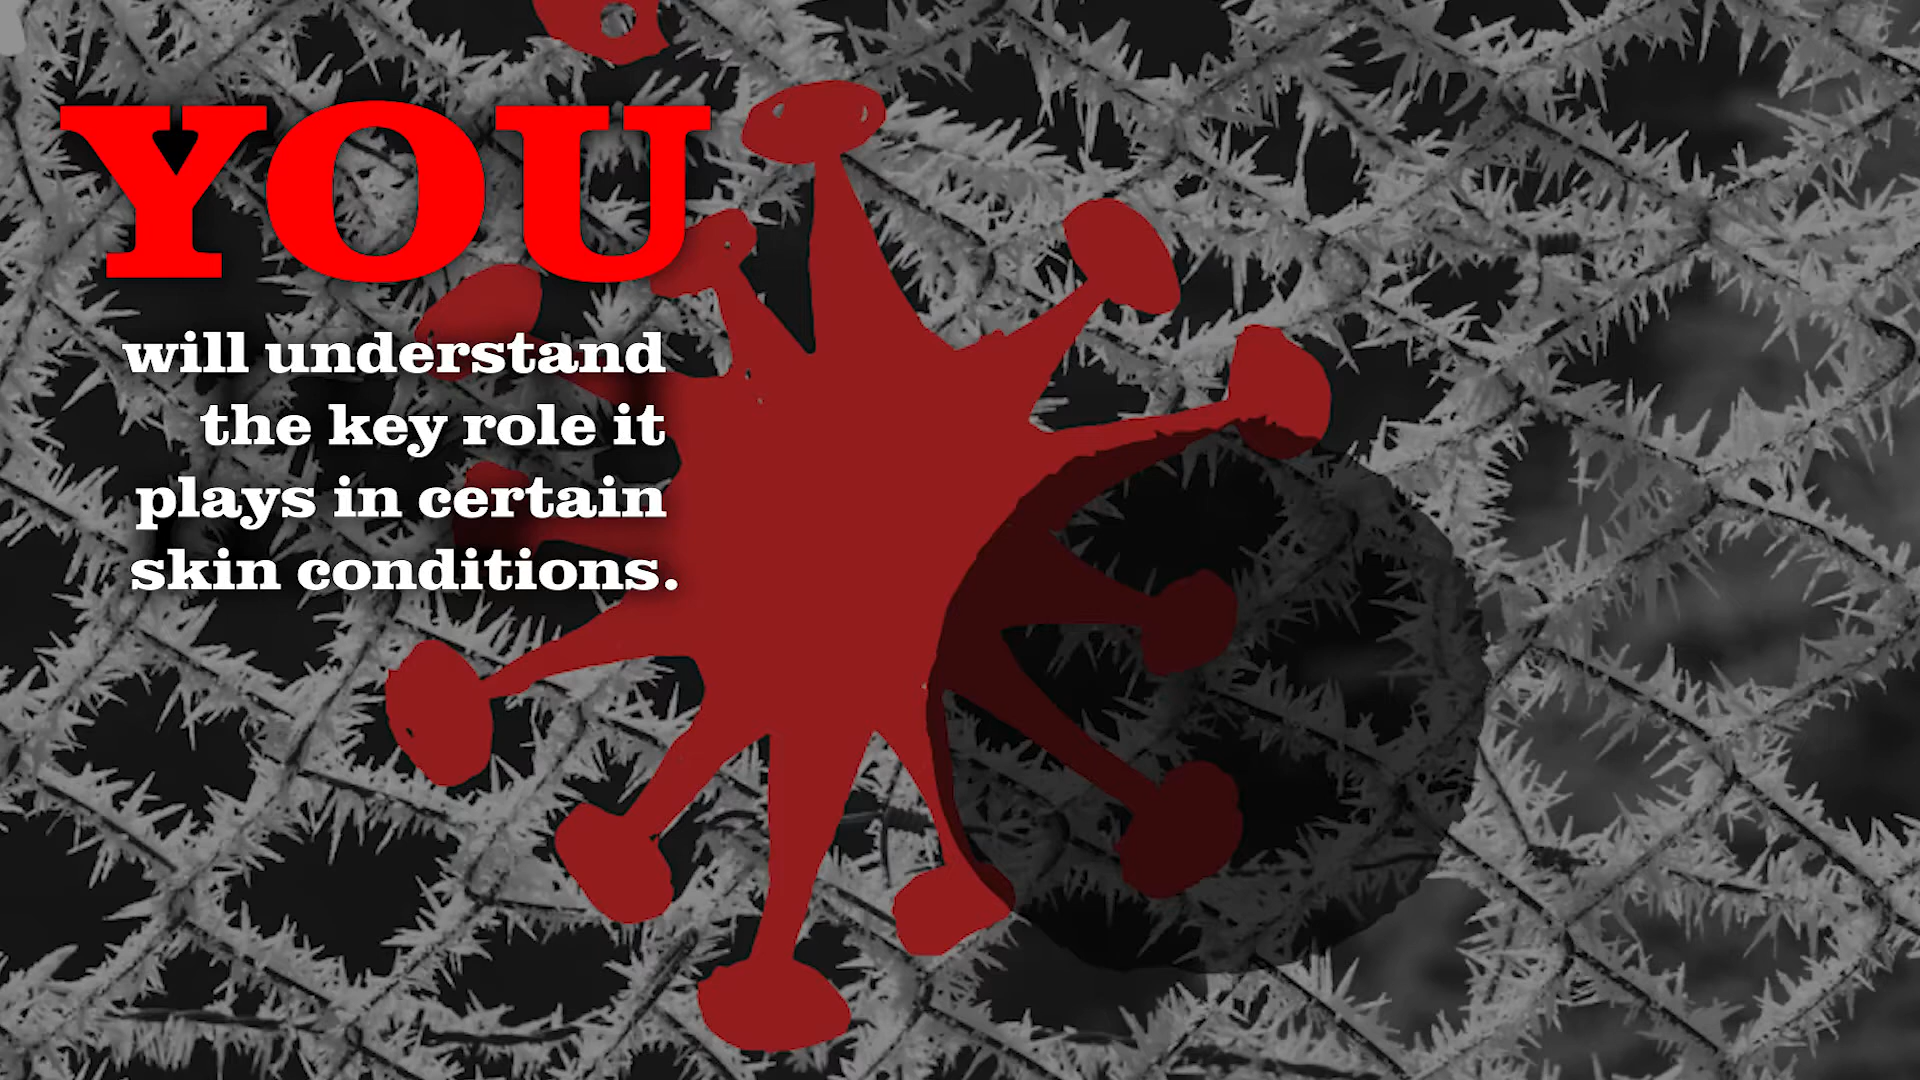 YOU
will understand
the key role it
plays in certain
skin conditions.